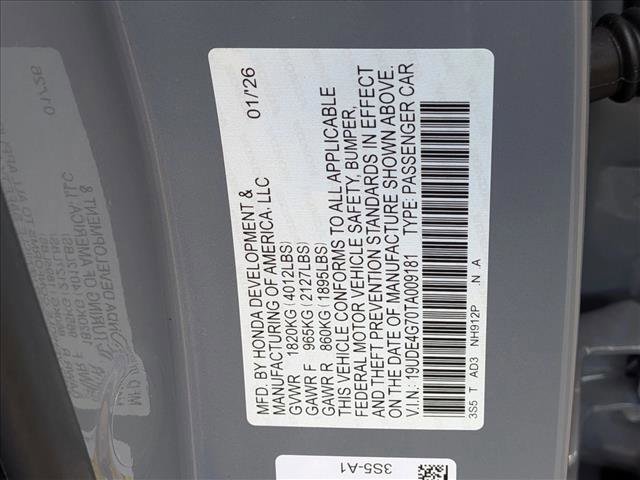 MFD. BY HONDA DEVELOPMENT &
MANUFACTURING OF AMERICA, LLC 01/'26
GVWR 1820KG (4012LBS)
GAWR F 965KG (2127LBS)
GAWR R 860KG (1896LBS)
THIS VEHICLE CONFORMS TO ALL APPLICABLE
FEDERAL MOTOR VEHICLE SAFETY, BUMPER,
AND THEFT PREVENTION STANDARDS IN EFFECT
ON THE DATE OF MANUFACTURE SHOWN ABOVE.
V.I.N.: 19UDE4G70TA009181 TYPE: PASSENGER CAR
3S5 T AD3 NH912P N A
3S5-A1